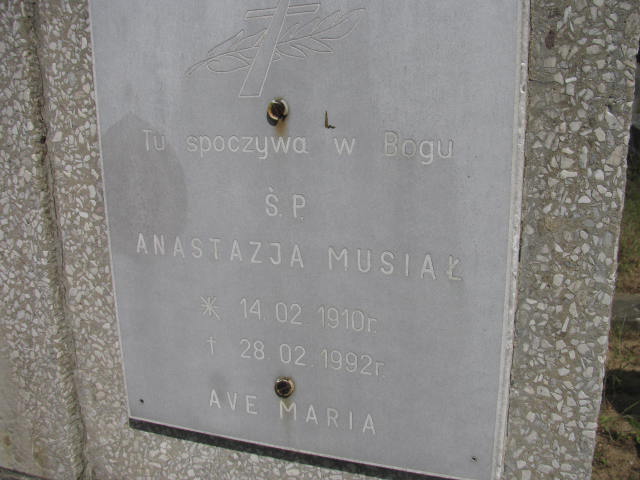 Tu spoczywa w Bogu
Ś.P.
ANASTAZJA MUSIAŁ
* 14.02.1910r.
† 28.02.1992r.
AVE MARIA